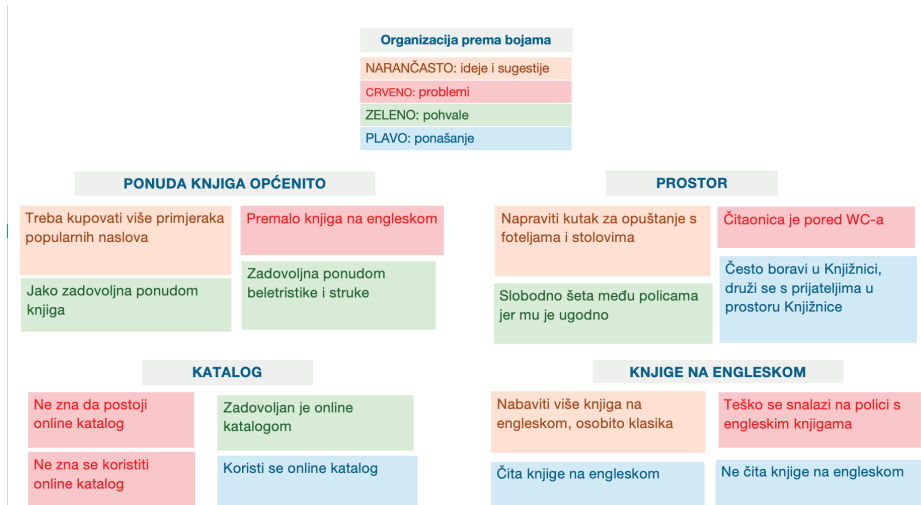 Organizacija prema bojama
NARANČASTO: ideje i sugestije
CRVENO: problemi
ZELENO: pohvale
PLAVO: ponašanje
PONUDA KNJIGA OPĆENITO
Treba kupovati više primjeraka
popularnih naslova
Premalo knjiga na engleskom
Jako zadovoljna ponudom
knjiga
Zadovoljna ponudom
beletristike i struke
PROSTOR
Napraviti kutak za opuštanje s
foteljama i stolovima
Čitaonica je pored WC-a
Slobodno šeta među policama
jer mu je ugodno
Često boravi u Knjižnici,
druži se s prijateljima u
prostoru Knjižnice
KATALOG
Ne zna da postoji
online katalog
Zadovoljan je online
katalogom
Ne zna se koristiti
online katalog
Koristi se online katalog
KNJIGE NA ENGLESKOM
Nabaviti više knjiga na
engleskom, osobito klasika
Teško se snalazi na polici s
engleskim knjigama
Čita knjige na engleskom
Ne čita knjige na engleskom